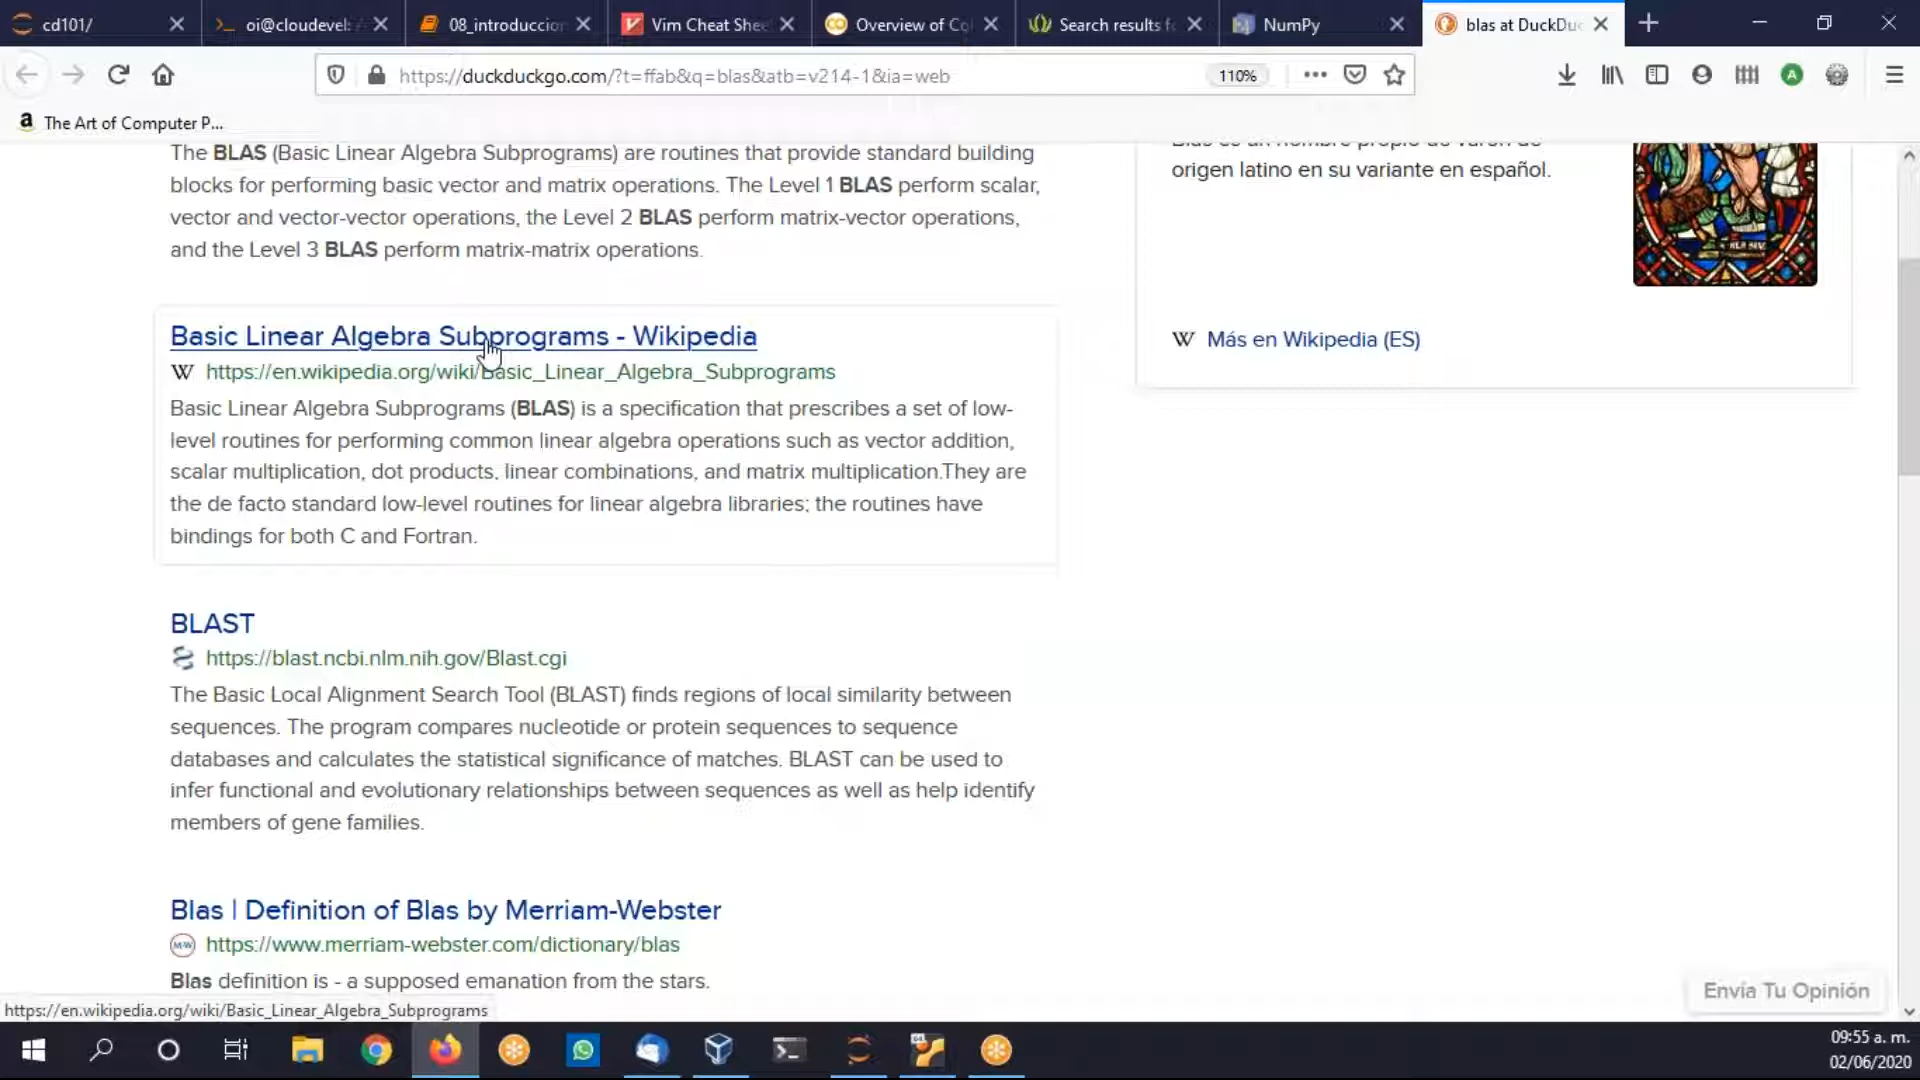 cd101/
oi@cloudevel:
08_introduccion
Vim Cheat Shee
Overview of Co
Search results fo
NumPy
blas at DuckDuc
https://duckduckgo.com/?t=ffab&q=blas&atb=v214-1&ia=web
110%
A
The Art of Computer P...
The BLAS (Basic Linear Algebra Subprograms) are routines that provide standard building
blocks for performing basic vector and matrix operations. The Level 1 BLAS perform scalar,
vector and vector-vector operations, the Level 2 BLAS perform matrix-vector operations,
and the Level 3 BLAS perform matrix-matrix operations.
Basic Linear Algebra Subprograms - Wikipedia
W https://en.wikipedia.org/wiki/Basic_Linear_Algebra_Subprograms
Basic Linear Algebra Subprograms (BLAS) is a specification that prescribes a set of low-
level routines for performing common linear algebra operations such as vector addition,
scalar multiplication, dot products, linear combinations, and matrix multiplication.They are
the de facto standard low-level routines for linear algebra libraries; the routines have
bindings for both C and Fortran.
BLAST
https://blast.ncbi.nlm.nih.gov/Blast.cgi
The Basic Local Alignment Search Tool (BLAST) finds regions of local similarity between
sequences. The program compares nucleotide or protein sequences to sequence
databases and calculates the statistical significance of matches. BLAST can be used to
infer functional and evolutionary relationships between sequences as well as help identify
members of gene families.
Blas | Definition of Blas by Merriam-Webster
https://www.merriam-webster.com/dictionary/blas
Blas definition is - a supposed emanation from the stars.
Blas es un nombre propio de varón de
origen latino en su variante en español.
W Más en Wikipedia (ES)
Envía Tu Opinión
https://en.wikipedia.org/wiki/Basic_Linear_Algebra_Subprograms
09:55 a. m.
02/06/2020